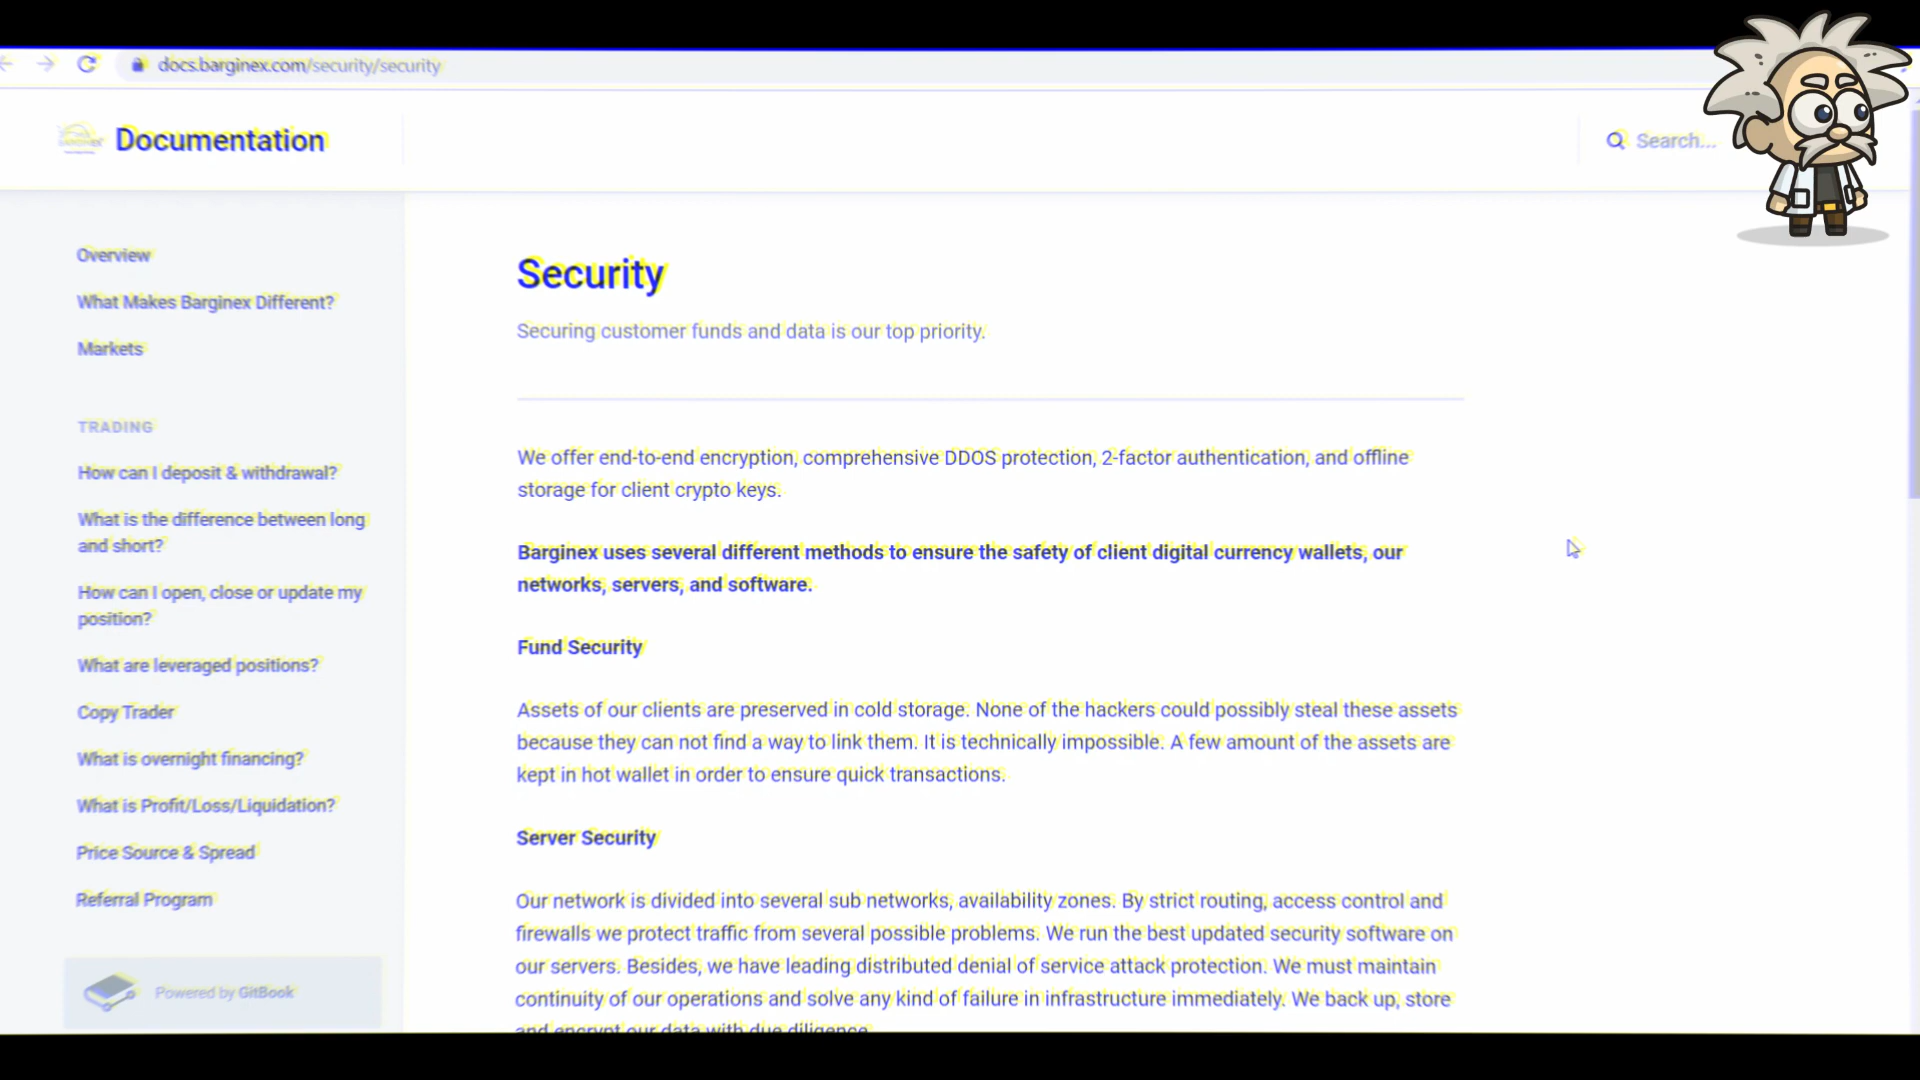 docs.barginex.com/security/security
Documentation
Search...
Overview
What Makes Barginex Different?
Markets
TRADING
How can I deposit & withdrawal?
What is the difference between long
and short?
How can I open, close or update my
position?
What are leveraged positions?
Copy Trader
What is overnight financing?
What is Profit/Loss/Liquidation?
Price Source & Spread
Referral Program
Powered by GitBook
Security
Securing customer funds and data is our top priority.
We offer end-to-end encryption, comprehensive DDOS protection, 2-factor authentication, and offline
storage for client crypto keys.
Barginex uses several different methods to ensure the safety of client digital currency wallets, our
networks, servers, and software.
Fund Security
Assets of our clients are preserved in cold storage. None of the hackers could possibly steal these assets
because they can not find a way to link them. It is technically impossible. A few amount of the assets are
kept in hot wallet in order to ensure quick transactions.
Server Security
Our network is divided into several sub networks, availability zones. By strict routing, access control and
firewalls we protect traffic from several possible problems. We run the best updated security software on
our servers. Besides, we have leading distributed denial of service attack protection. We must maintain
continuity of our operations and solve any kind of failure in infrastructure immediately. We back up, store
and encrypt our data with due diligence.